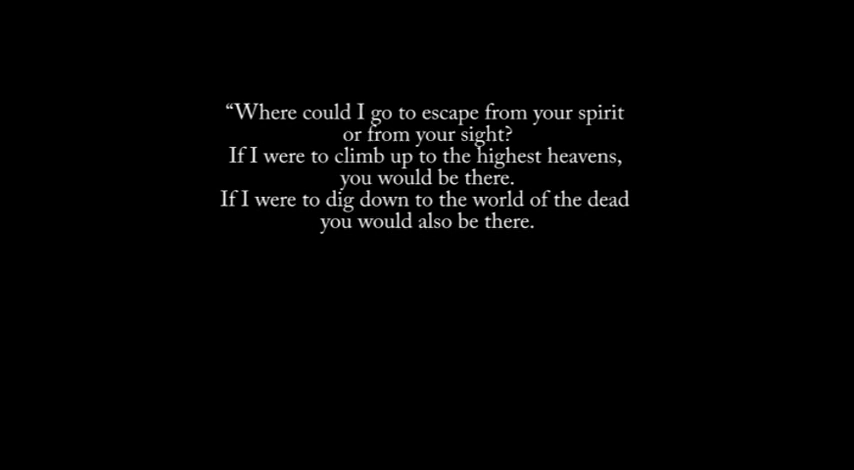 “Where could I go to escape from your spirit
or from your sight?
If I were to climb up to the highest heavens,
you would be there.
If I were to dig down to the world of the dead
you would also be there.